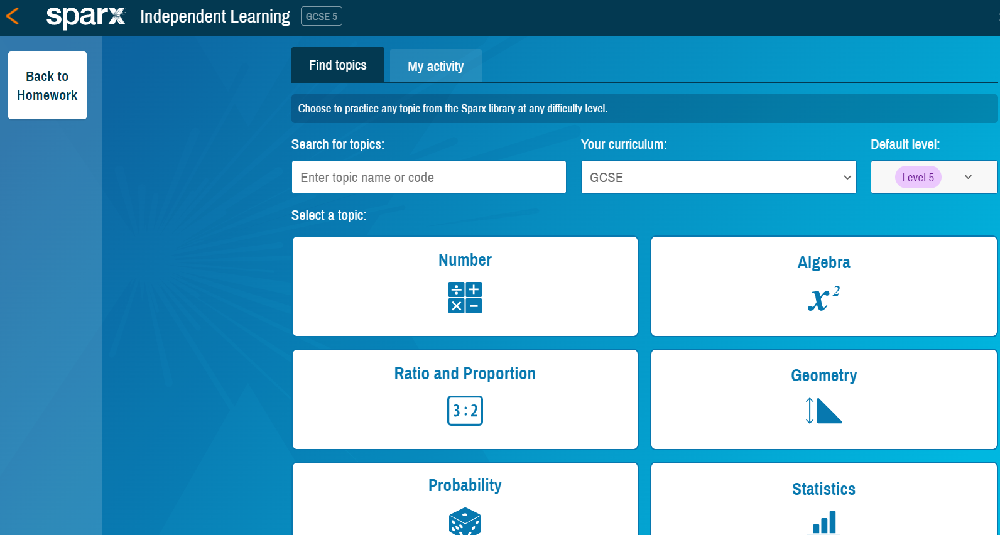 sparx Independent Learning GCSE 5
Back to
Homework
Find topics My activity
Choose to practice any topic from the Sparx library at any difficulty level.
Search for topics: Your curriculum: Default level:
Enter topic name or code GCSE Level 5
Select a topic:
Number Algebra
÷ + x²
× −
Ratio and Proportion Geometry
3 : 2
Probability Statistics